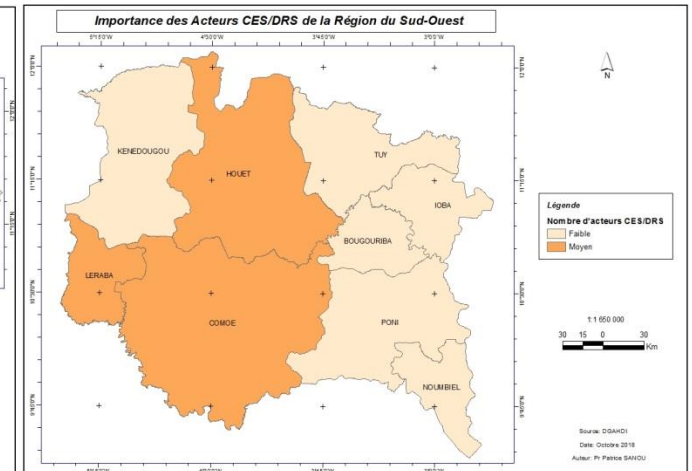 Importance des Acteurs CES/DRS de la Région du Sud-Ouest
N
KENEDOUGOU
HOUET
TUY
IOBA
BOUGOURIBA
LERABA
COMOE
PONI
NOUMBIEL
Légende
Nombre d'acteurs CES/DRS
Faible
Moyen
1:1 650 000
30 15 0 30
Km
Source: DGAHDI
Date: Octobre 2018
Auteur: Pr Patrice SANOU